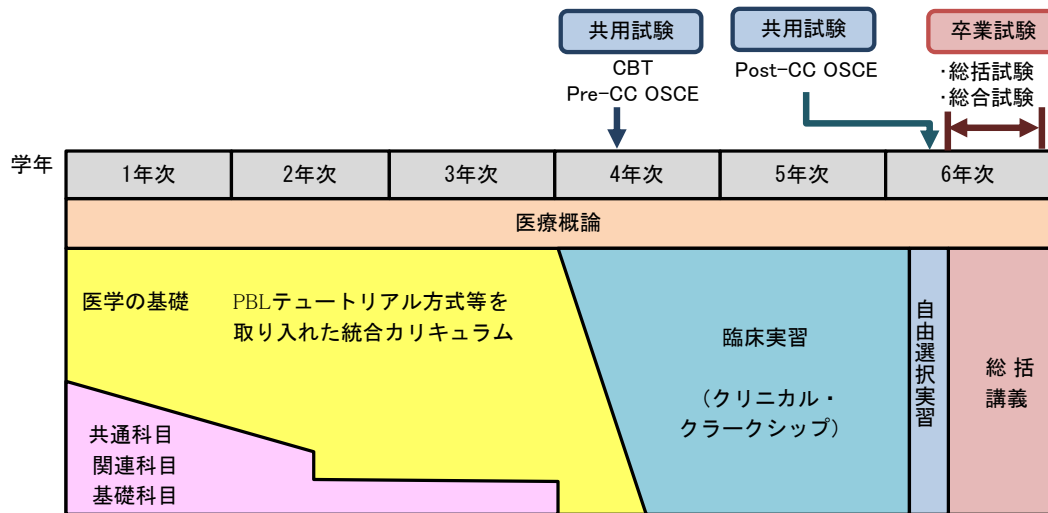 共用試験
CBT
Pre-CC OSCE
共用試験
Post-CC OSCE
卒業試験
・総括試験
・総合試験
学年
1年次
2年次
3年次
4年次
5年次
6年次
医療概論
医学の基礎
PBLテュートリアル方式等を
取り入れた統合カリキュラム
共通科目
関連科目
基礎科目
臨床実習
（クリニカル・
クラークシップ）
自由選択実習
総 括
講義